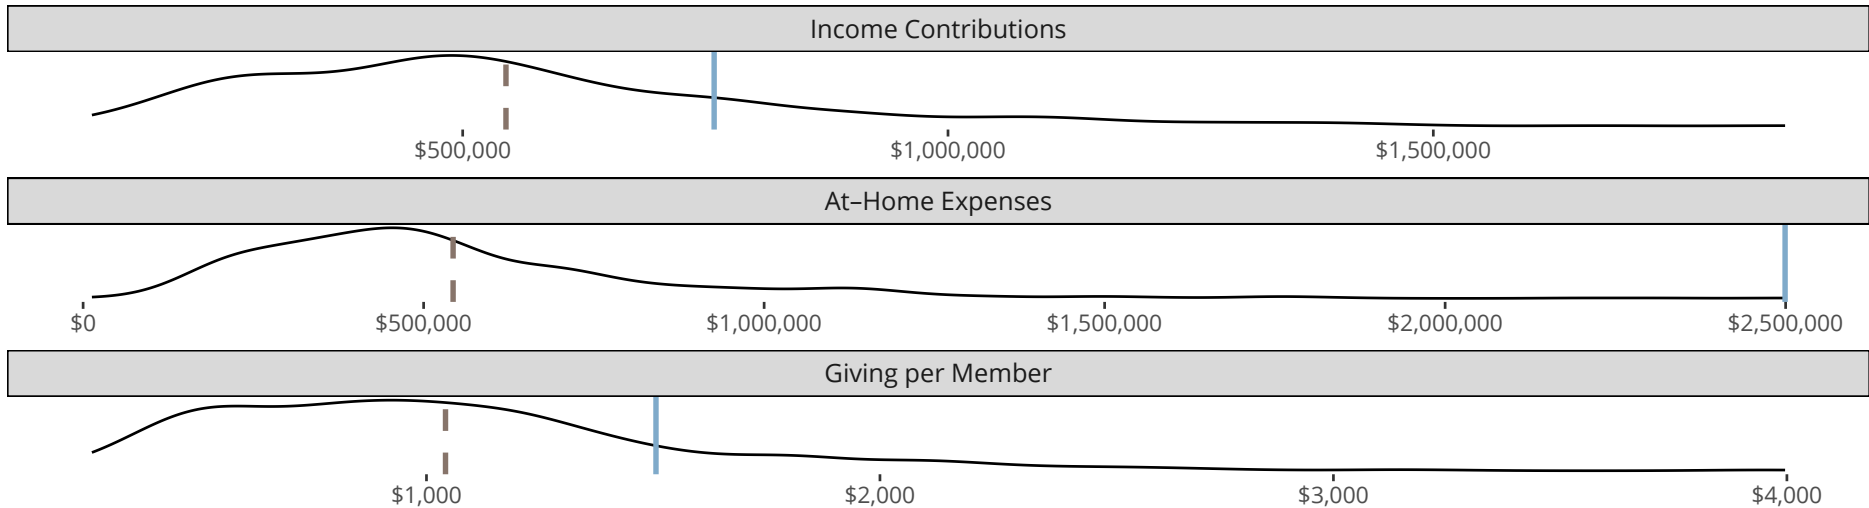 Income Contributions
$500,000 $1,000,000 $1,500,000
At–Home Expenses
$0 $500,000 $1,000,000 $1,500,000 $2,000,000 $2,500,000
Giving per Member
$1,000 $2,000 $3,000 $4,000